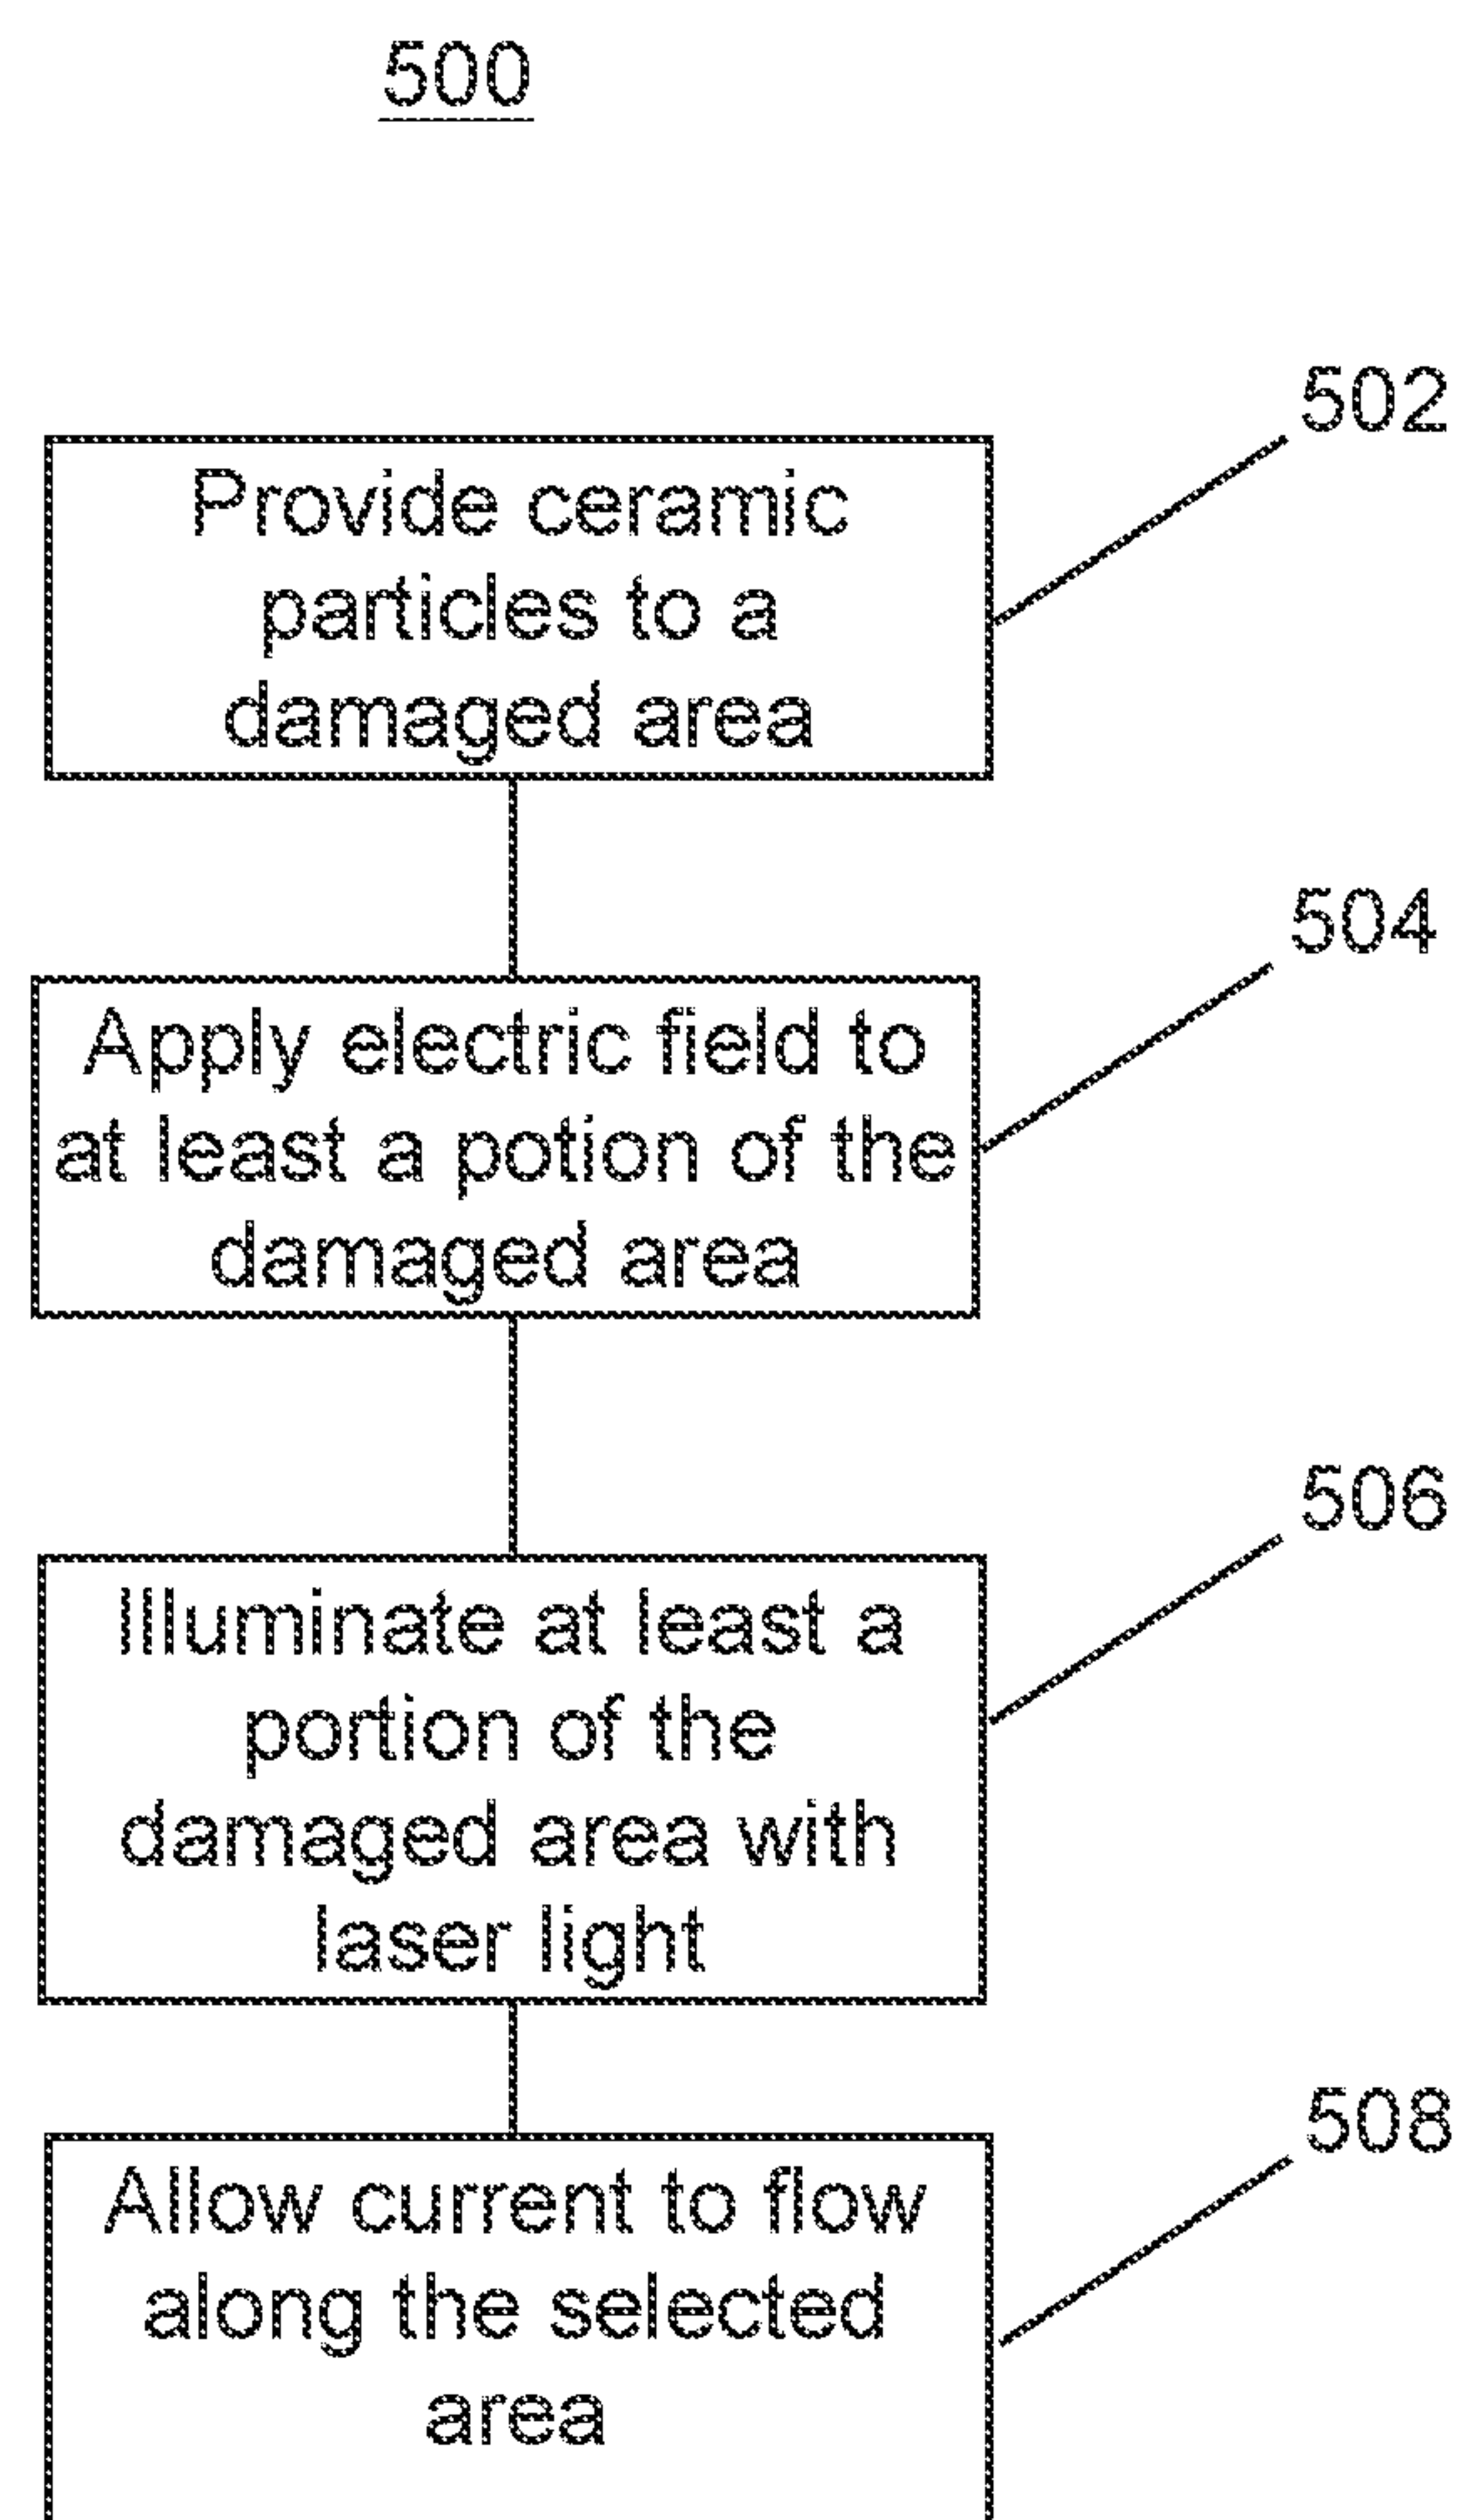 500
502
Provide ceramic
particles to a
damaged area
504
Apply electric field to
at least a potion of the
damaged area
506
Illuminate at least a
portion of the
damaged area with
laser light
508
Allow current to flow
along the selected
area